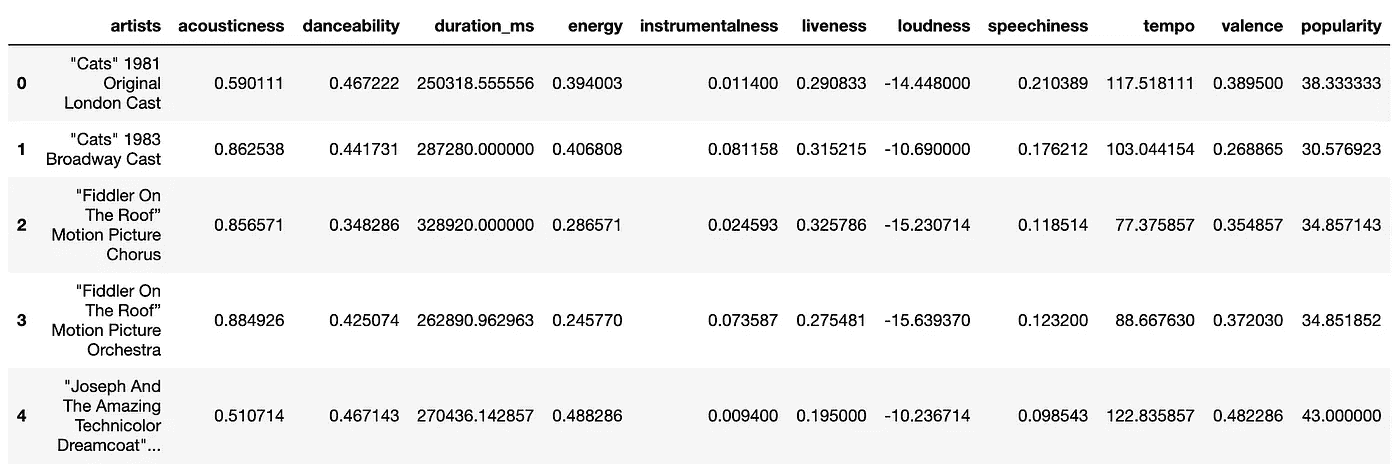 artists acousticness danceability duration_ms energy instrumentalness liveness loudness speechiness tempo valence popularity
"Cats" 1981
0 Original 0.590111 0.467222 250318.555556 0.394003 0.011400 0.290833 -14.448000 0.210389 117.518111 0.389500 38.333333
London Cast
"Cats" 1983
1 0.862538 0.441731 287280.000000 0.406808 0.081158 0.315215 -10.690000 0.176212 103.044154 0.268865 30.576923
Broadway Cast
"Fiddler On
The Roof”
2 0.856571 0.348286 328920.000000 0.286571 0.024593 0.325786 -15.230714 0.118514 77.375857 0.354857 34.857143
Motion Picture
Chorus
"Fiddler On
The Roof”
3 0.884926 0.425074 262890.962963 0.245770 0.073587 0.275481 -15.639370 0.123200 88.667630 0.372030 34.851852
Motion Picture
Orchestra
"Joseph And
The Amazing
4 0.510714 0.467143 270436.142857 0.488286 0.009400 0.195000 -10.236714 0.098543 122.835857 0.482286 43.000000
Technicolor
Dreamcoat"...